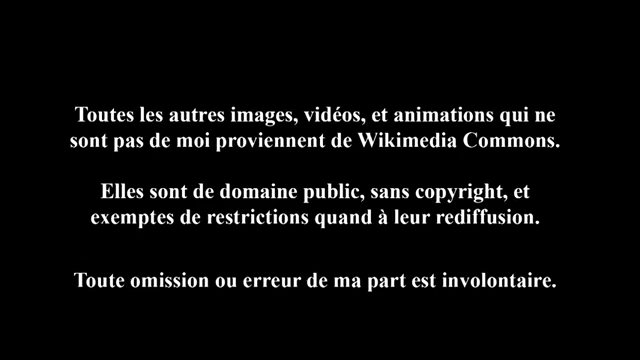 Toutes les autres images, vidéos, et animations qui ne
sont pas de moi proviennent de Wikimedia Commons.
Elles sont de domaine public, sans copyright, et
exemptes de restrictions quand à leur rediffusion.
Toute omission ou erreur de ma part est involontaire.